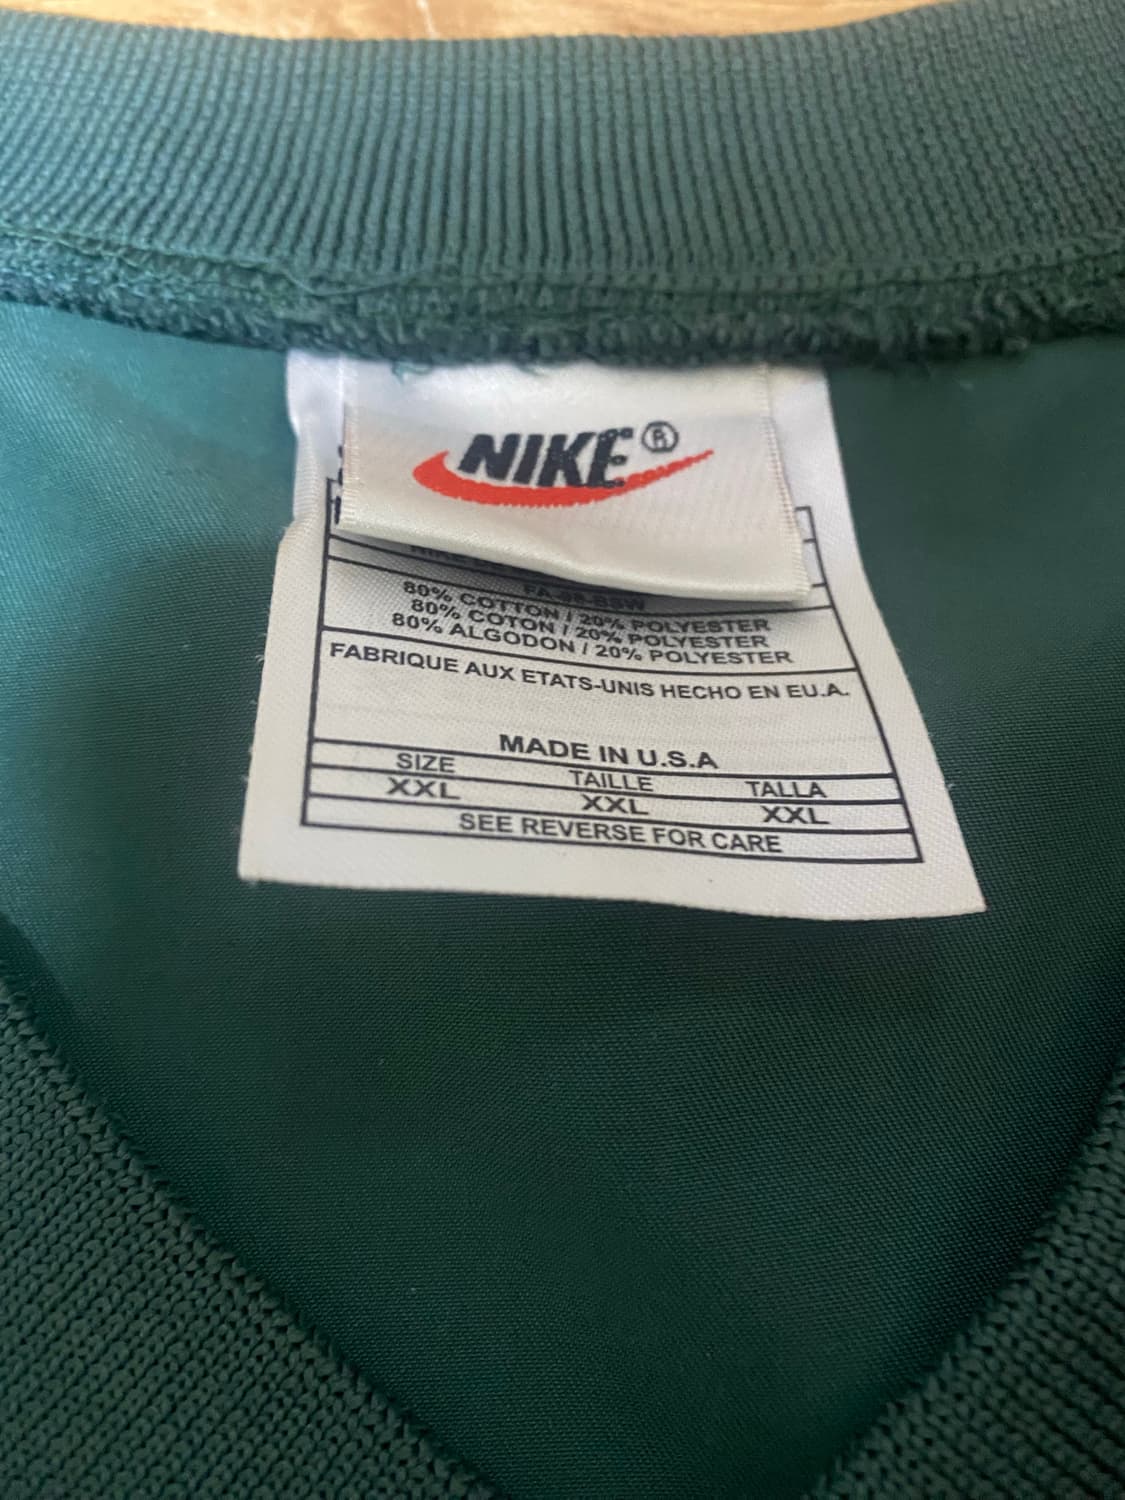 NIKE®
80% COTTON / 20% POLYESTER
80% COTON / 20% POLYESTER
80% ALGODON / 20% POLYESTER
FABRIQUE AUX ETATS-UNIS HECHO EN EU.A.
MADE IN U.S.A
SIZE TAILLE TALLA
XXL XXL XXL
SEE REVERSE FOR CARE